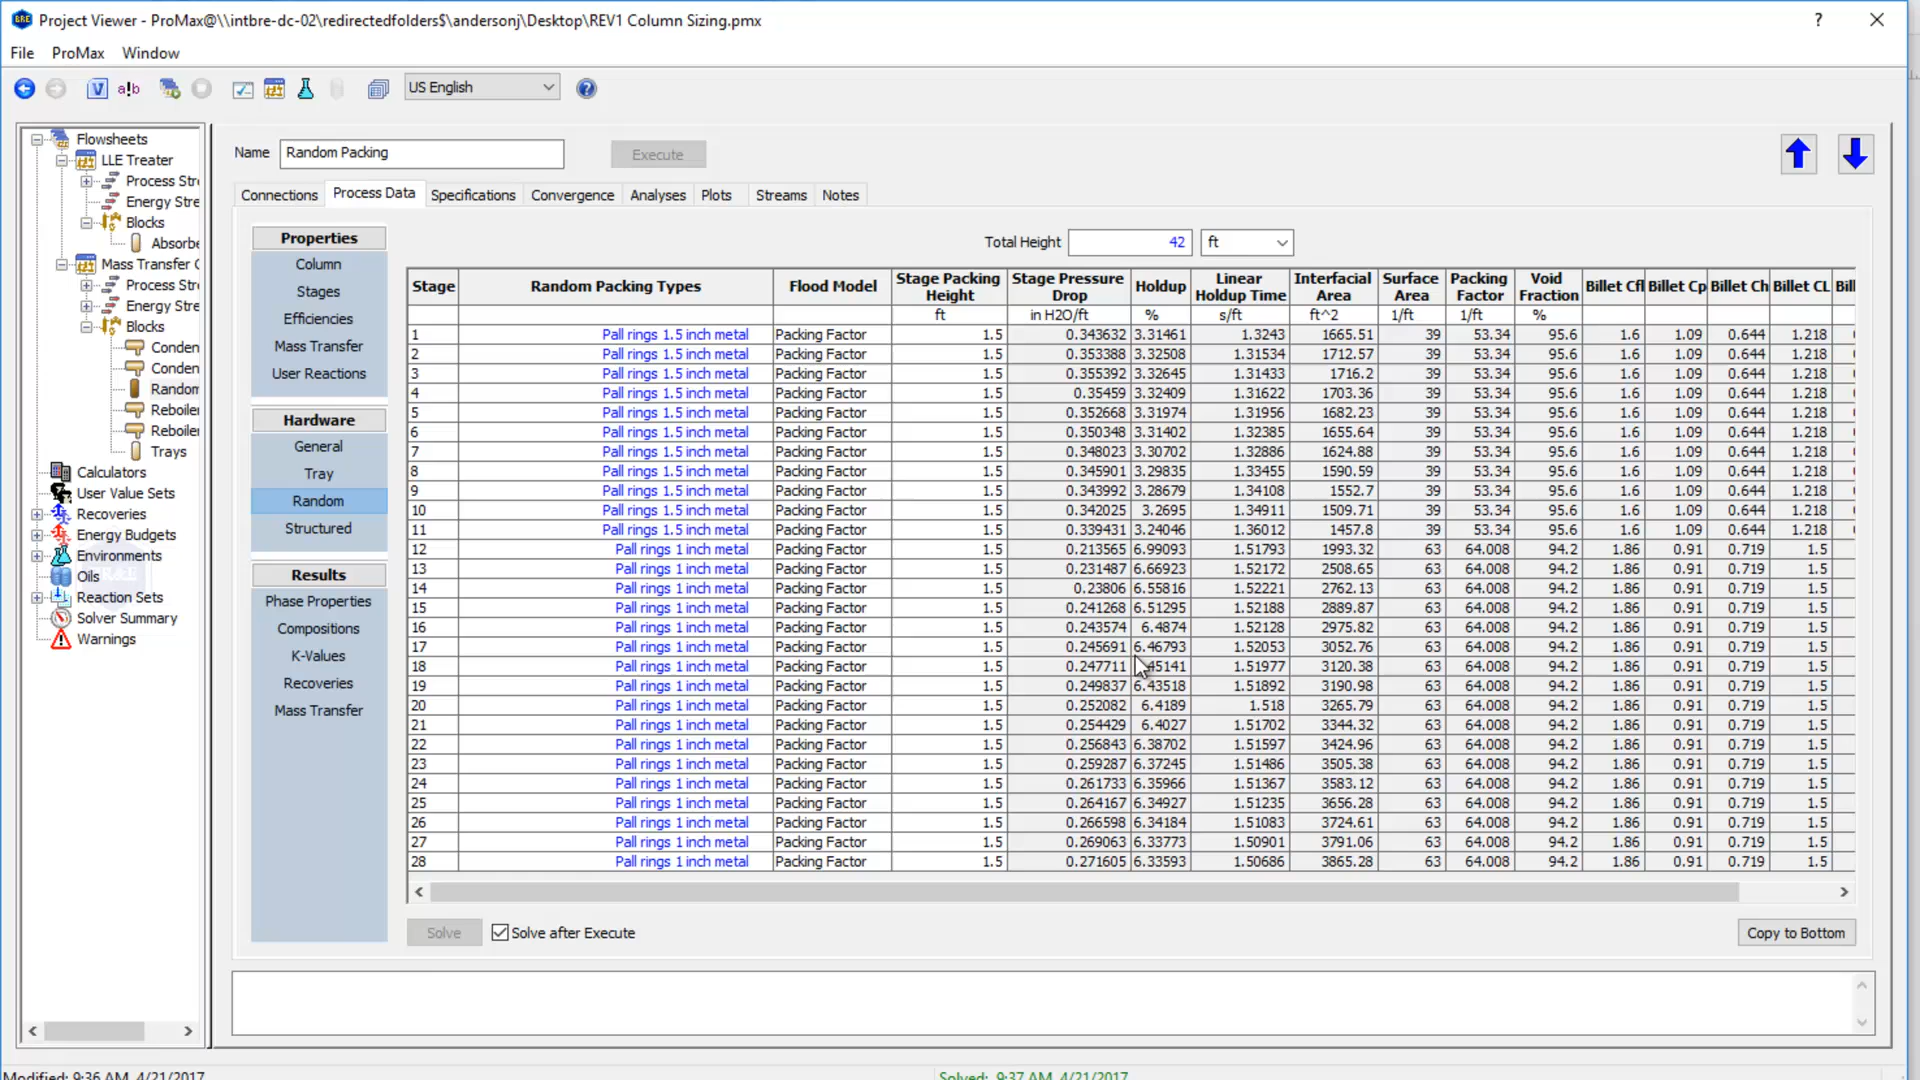 Project Viewer - ProMax@\\intbre-dc-02\redirectedfolders$\andersonj\Desktop\REV1 Column Sizing.pmx
File ProMax Window
US English
Flowsheets
LLE Treater
Process Stre
Energy Stre
Blocks
Absorbe
Mass Transfer C
Process Stre
Energy Stre
Blocks
Conden
Conden
Random
Reboiler
Reboiler
Trays
Calculators
User Value Sets
Recoveries
Energy Budgets
Environments
Oils
Reaction Sets
Solver Summary
Warnings
Name Random Packing Execute
Connections Process Data Specifications Convergence Analyses Plots Streams Notes
Properties
Column
Stages
Efficiencies
Mass Transfer
User Reactions
Hardware
General
Tray
Random
Structured
Results
Phase Properties
Compositions
K-Values
Recoveries
Mass Transfer
Total Height 42 ft
Stage Random Packing Types Flood Model Stage Packing Height Stage Pressure Drop Holdup Linear Holdup Time Interfacial Area Surface Area Packing Factor Void Fraction Billet Cfl Billet Cp Billet Ch Billet CL Bill
ft in H2O/ft % s/ft ft^2 1/ft 1/ft %
1 Pall rings 1.5 inch metal Packing Factor 1.5 0.343632 3.31461 1.3243 1665.51 39 53.34 95.6 1.6 1.09 0.644 1.218
2 Pall rings 1.5 inch metal Packing Factor 1.5 0.353388 3.32508 1.31534 1712.57 39 53.34 95.6 1.6 1.09 0.644 1.218
3 Pall rings 1.5 inch metal Packing Factor 1.5 0.355392 3.32645 1.31433 1716.2 39 53.34 95.6 1.6 1.09 0.644 1.218
4 Pall rings 1.5 inch metal Packing Factor 1.5 0.35459 3.32409 1.31622 1703.36 39 53.34 95.6 1.6 1.09 0.644 1.218
5 Pall rings 1.5 inch metal Packing Factor 1.5 0.352668 3.31974 1.31956 1682.23 39 53.34 95.6 1.6 1.09 0.644 1.218
6 Pall rings 1.5 inch metal Packing Factor 1.5 0.350348 3.31402 1.32385 1655.64 39 53.34 95.6 1.6 1.09 0.644 1.218
7 Pall rings 1.5 inch metal Packing Factor 1.5 0.348023 3.30702 1.32886 1624.88 39 53.34 95.6 1.6 1.09 0.644 1.218
8 Pall rings 1.5 inch metal Packing Factor 1.5 0.345901 3.29835 1.33455 1590.59 39 53.34 95.6 1.6 1.09 0.644 1.218
9 Pall rings 1.5 inch metal Packing Factor 1.5 0.343992 3.28679 1.34108 1552.7 39 53.34 95.6 1.6 1.09 0.644 1.218
10 Pall rings 1.5 inch metal Packing Factor 1.5 0.342025 3.2695 1.34911 1509.71 39 53.34 95.6 1.6 1.09 0.644 1.218
11 Pall rings 1.5 inch metal Packing Factor 1.5 0.339431 3.24046 1.36012 1457.8 39 53.34 95.6 1.6 1.09 0.644 1.218
12 Pall rings 1 inch metal Packing Factor 1.5 0.213565 6.99093 1.51793 1993.32 63 64.008 94.2 1.86 0.91 0.719 1.5
13 Pall rings 1 inch metal Packing Factor 1.5 0.231487 6.66923 1.52172 2508.65 63 64.008 94.2 1.86 0.91 0.719 1.5
14 Pall rings 1 inch metal Packing Factor 1.5 0.23806 6.55816 1.52221 2762.13 63 64.008 94.2 1.86 0.91 0.719 1.5
15 Pall rings 1 inch metal Packing Factor 1.5 0.241268 6.51295 1.52188 2889.87 63 64.008 94.2 1.86 0.91 0.719 1.5
16 Pall rings 1 inch metal Packing Factor 1.5 0.243574 6.4874 1.52128 2975.82 63 64.008 94.2 1.86 0.91 0.719 1.5
17 Pall rings 1 inch metal Packing Factor 1.5 0.245691 6.46793 1.52053 3052.76 63 64.008 94.2 1.86 0.91 0.719 1.5
18 Pall rings 1 inch metal Packing Factor 1.5 0.247711 45141 1.51977 3120.38 63 64.008 94.2 1.86 0.91 0.719 1.5
19 Pall rings 1 inch metal Packing Factor 1.5 0.249837 6.43518 1.51892 3190.98 63 64.008 94.2 1.86 0.91 0.719 1.5
20 Pall rings 1 inch metal Packing Factor 1.5 0.252082 6.4189 1.518 3265.79 63 64.008 94.2 1.86 0.91 0.719 1.5
21 Pall rings 1 inch metal Packing Factor 1.5 0.254429 6.4027 1.51702 3344.32 63 64.008 94.2 1.86 0.91 0.719 1.5
22 Pall rings 1 inch metal Packing Factor 1.5 0.256843 6.38702 1.51597 3424.96 63 64.008 94.2 1.86 0.91 0.719 1.5
23 Pall rings 1 inch metal Packing Factor 1.5 0.259287 6.37245 1.51486 3505.38 63 64.008 94.2 1.86 0.91 0.719 1.5
24 Pall rings 1 inch metal Packing Factor 1.5 0.261733 6.35966 1.51367 3583.12 63 64.008 94.2 1.86 0.91 0.719 1.5
25 Pall rings 1 inch metal Packing Factor 1.5 0.264167 6.34927 1.51235 3656.28 63 64.008 94.2 1.86 0.91 0.719 1.5
26 Pall rings 1 inch metal Packing Factor 1.5 0.266598 6.34184 1.51083 3724.61 63 64.008 94.2 1.86 0.91 0.719 1.5
27 Pall rings 1 inch metal Packing Factor 1.5 0.269063 6.33773 1.50901 3791.06 63 64.008 94.2 1.86 0.91 0.719 1.5
28 Pall rings 1 inch metal Packing Factor 1.5 0.271605 6.33593 1.50686 3865.28 63 64.008 94.2 1.86 0.91 0.719 1.5
Solve Solve after Execute Copy to Bottom
Modified: 9:36 AM, 4/21/2017 Solved: 9:37 AM, 4/21/2017